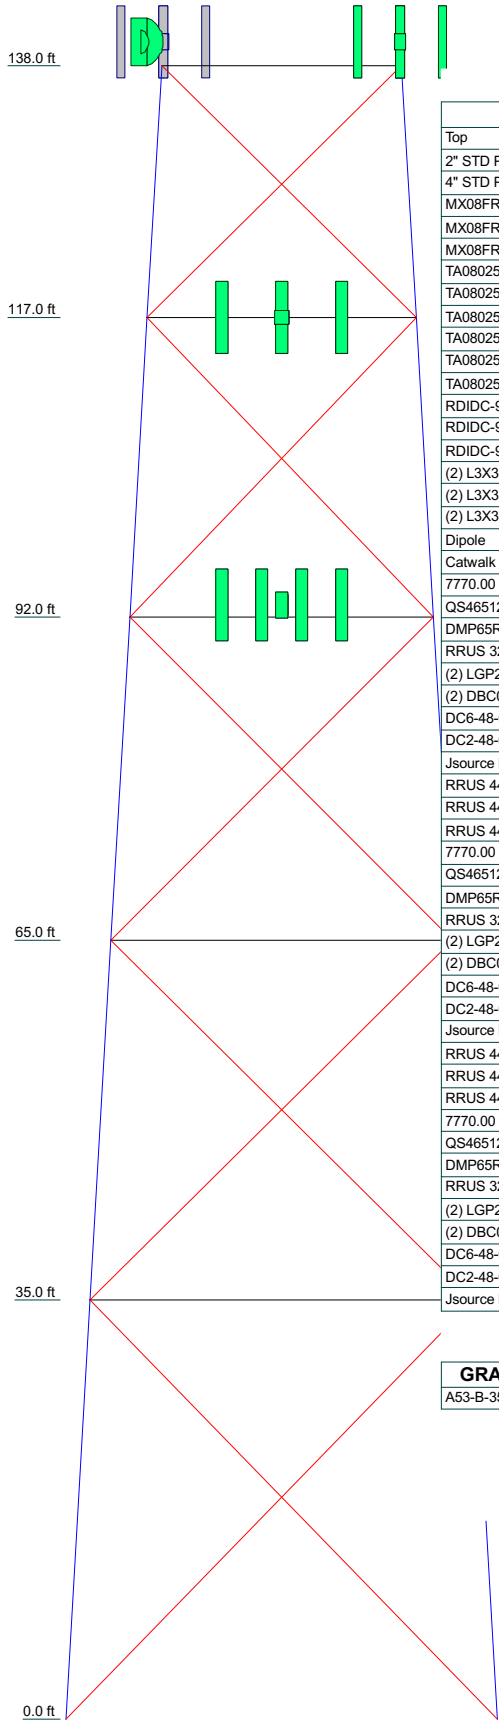 138.0 ft
117.0 ft
92.0 ft
65.0 ft
35.0 ft
0.0 ft
Top
2" STD
4" STD
MX08FR
MX08FR
MX08FR
TA08025
TA08025
TA08025
TA08025
TA08025
TA08025
RDIDC-9
RDIDC-9
RDIDC-9
(2) L3X3
(2) L3X3
(2) L3X3
Dipole
Catwalk
7770.00
QS46512
DMP65R
RRUS 32
(2) LGP2
(2) DBC0
DC6-48-
DC2-48-
Jsource
RRUS 44
RRUS 44
RRUS 44
7770.00
QS46512
DMP65R
RRUS 32
(2) LGP2
(2) DBC0
DC6-48-
DC2-48-
Jsource
RRUS 44
RRUS 44
RRUS 44
7770.00
QS46512
DMP65R
RRUS 32
(2) LGP2
(2) DBC0
DC6-48-
DC2-48-
Jsource
GRA
A53-B-35